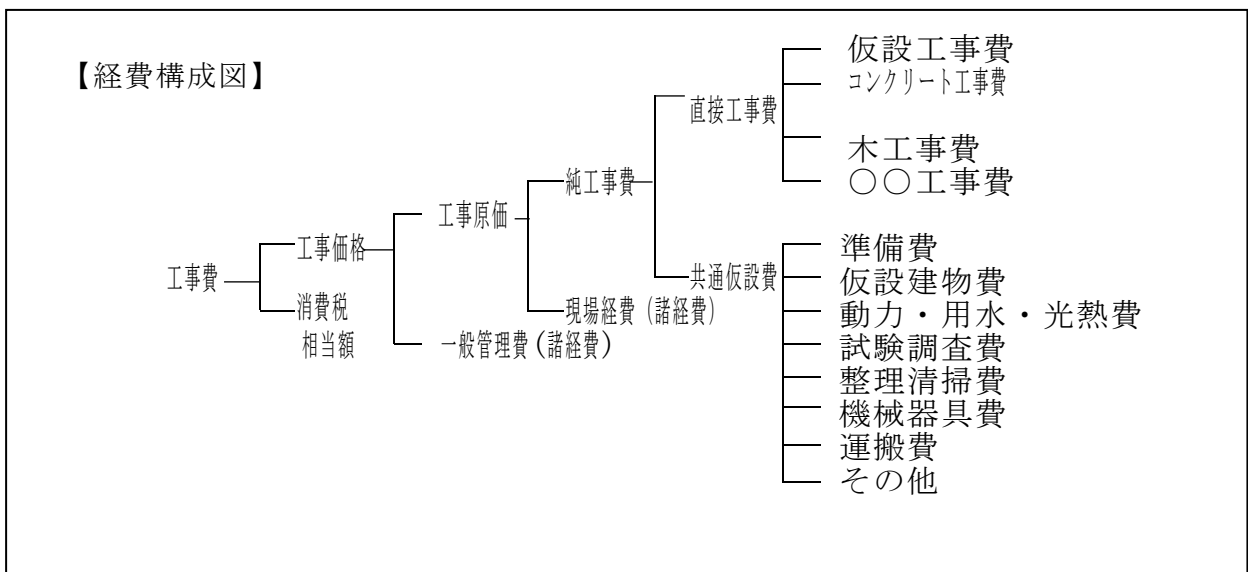 【経費構成図】
工事費
工事価格
消費税
相当額
工事原価
一般管理費(諸経費)
純工事費
現場経費(諸経費)
直接工事費
共通仮設費
仮設工事費
コンクリート工事費
木工事費
○○工事費
準備費
仮設建物費
動力・用水・光熱費
試験調査費
整理清掃費
機械器具費
運搬費
その他